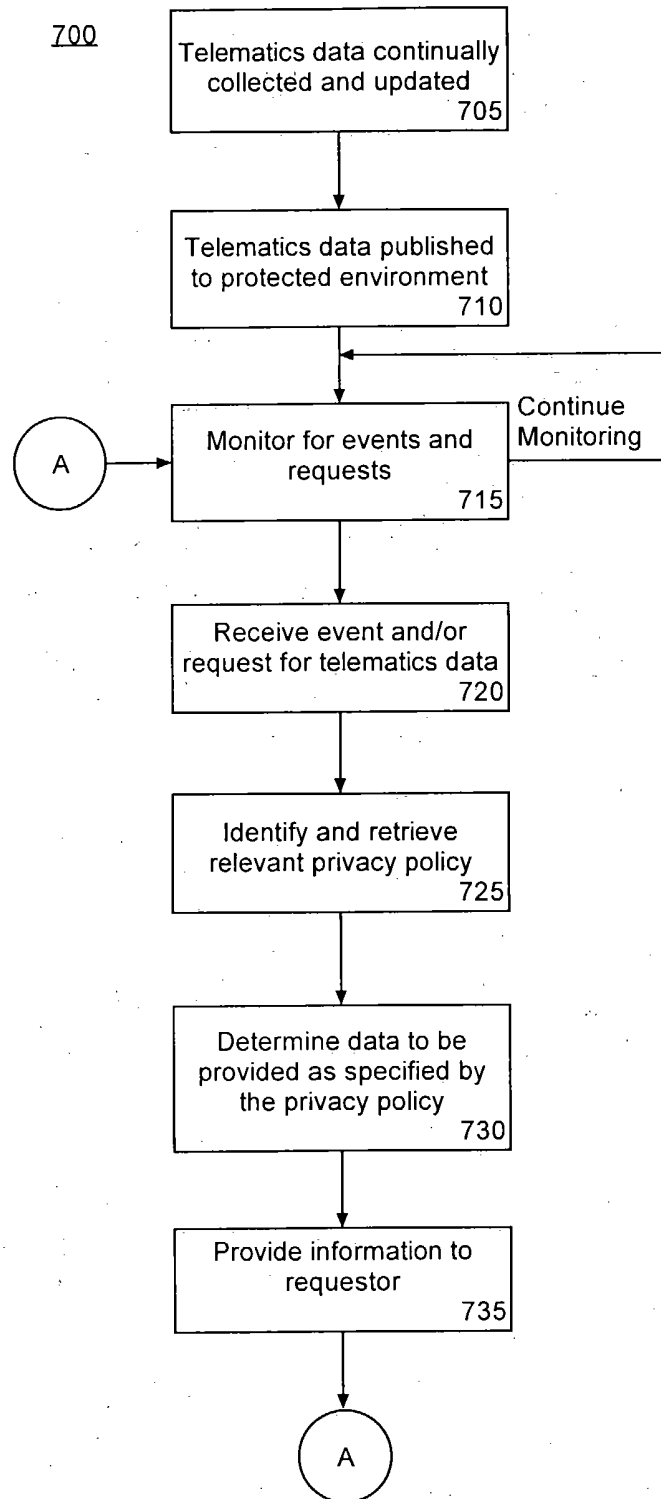 700
Telematics data continually
collected and updated
705
Telematics data published
to protected environment
710
A
Monitor for events and
requests
715
Continue
Monitoring
Receive event and/or
request for telematics data
720
Identify and retrieve
relevant privacy policy
725
Determine data to be
provided as specified by
the privacy policy
730
Provide information to
requestor
735
A